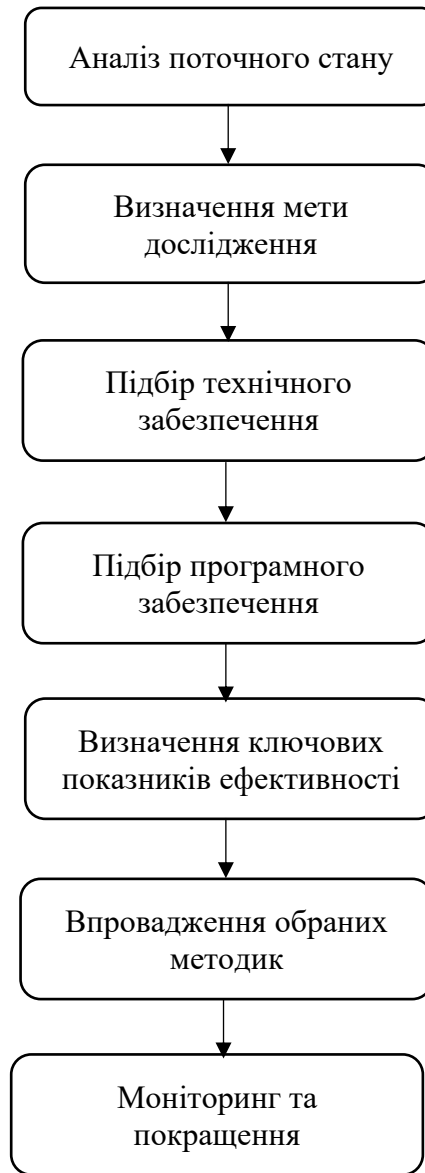 Аналіз поточного стану
Визначення мети
дослідження
Підбір технічного
забезпечення
Підбір програмного
забезпечення
Визначення ключових
показників ефективності
Впровадження обраних
методик
Моніторинг та
покращення